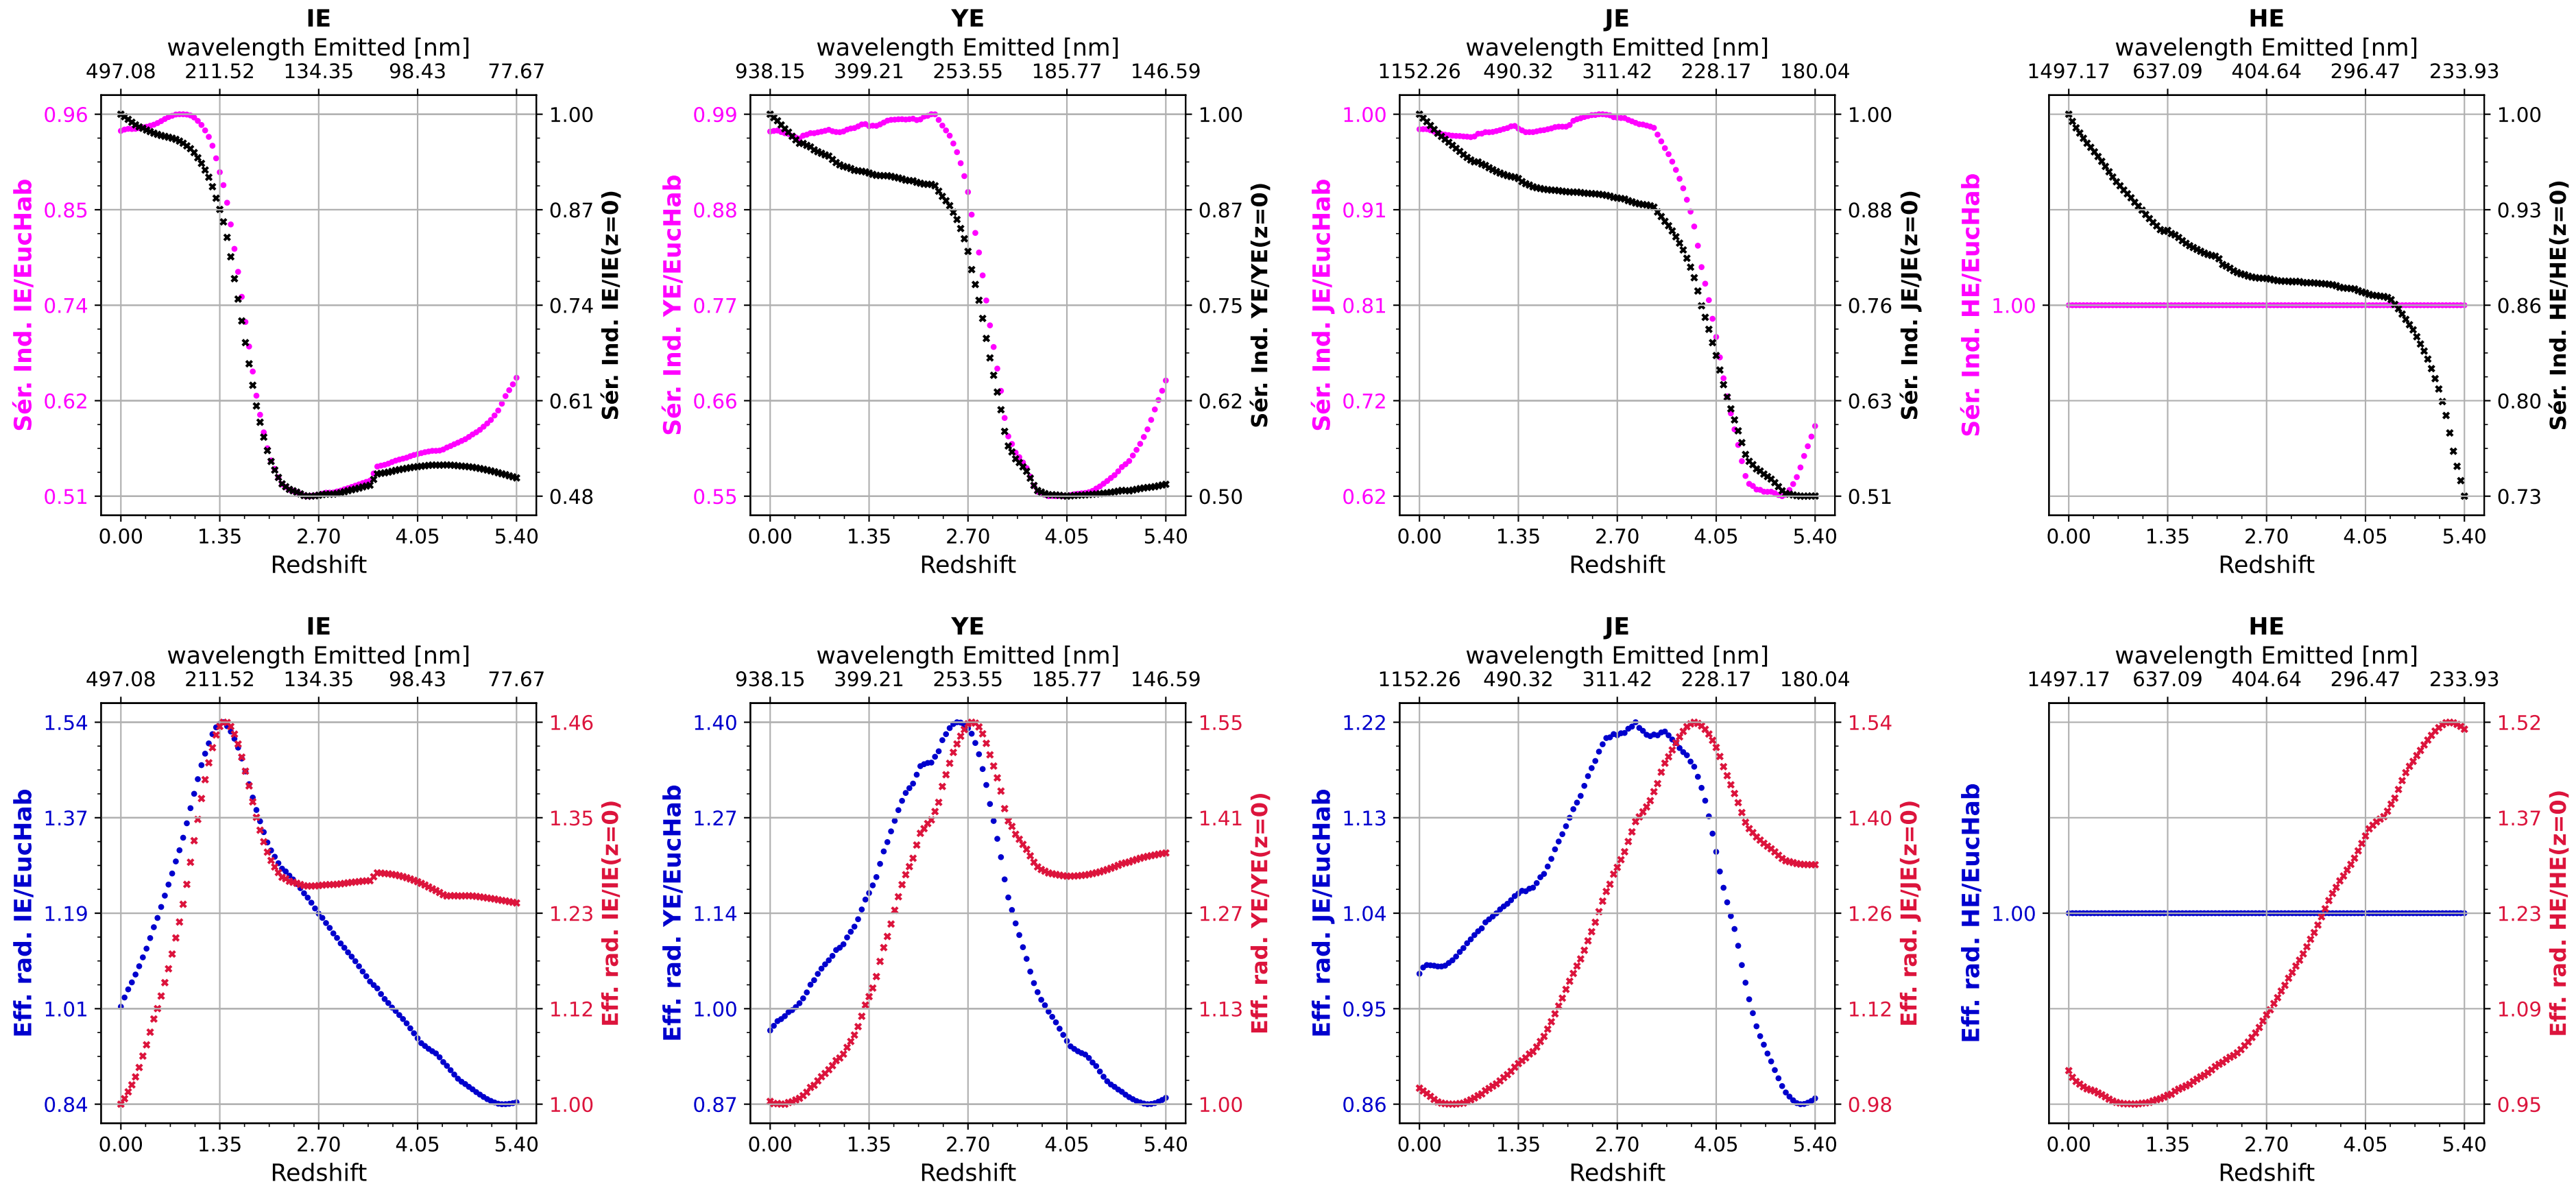 IE
wavelength Emitted [nm]
497.08 211.52 134.35 98.43 77.67
Sér. Ind. IE/EucHab
0.96
0.85
0.74
0.62
0.51
1.00
0.87
0.74
0.61
0.48
Sér. Ind. IE/IE(z=0)
0.00 1.35 2.70 4.05 5.40
Redshift
YE
wavelength Emitted [nm]
938.15 399.21 253.55 185.77 146.59
Sér. Ind. YE/EucHab
0.99
0.88
0.77
0.66
0.55
1.00
0.87
0.75
0.62
0.50
Sér. Ind. YE/YE(z=0)
0.00 1.35 2.70 4.05 5.40
Redshift
JE
wavelength Emitted [nm]
1152.26 490.32 311.42 228.17 180.04
Sér. Ind. JE/EucHab
1.00
0.91
0.81
0.72
0.62
1.00
0.88
0.76
0.63
0.51
Sér. Ind. JE/JE(z=0)
0.00 1.35 2.70 4.05 5.40
Redshift
HE
wavelength Emitted [nm]
1497.17 637.09 404.64 296.47 233.93
Sér. Ind. HE/EucHab
1.00
1.00
0.93
0.86
0.80
0.73
Sér. Ind. HE/HE(z=0)
0.00 1.35 2.70 4.05 5.40
Redshift
IE
wavelength Emitted [nm]
497.08 211.52 134.35 98.43 77.67
Eff. rad. IE/EucHab
1.54
1.37
1.19
1.01
0.84
1.46
1.35
1.23
1.12
1.00
Eff. rad. IE/IE(z=0)
0.00 1.35 2.70 4.05 5.40
Redshift
YE
wavelength Emitted [nm]
938.15 399.21 253.55 185.77 146.59
Eff. rad. YE/EucHab
1.40
1.27
1.14
1.00
0.87
1.55
1.41
1.27
1.13
1.00
Eff. rad. YE/YE(z=0)
0.00 1.35 2.70 4.05 5.40
Redshift
JE
wavelength Emitted [nm]
1152.26 490.32 311.42 228.17 180.04
Eff. rad. JE/EucHab
1.22
1.13
1.04
0.95
0.86
1.54
1.40
1.26
1.12
0.98
Eff. rad. JE/JE(z=0)
0.00 1.35 2.70 4.05 5.40
Redshift
HE
wavelength Emitted [nm]
1497.17 637.09 404.64 296.47 233.93
Eff. rad. HE/EucHab
1.00
1.52
1.37
1.23
1.09
0.95
Eff. rad. HE/HE(z=0)
0.00 1.35 2.70 4.05 5.40
Redshift